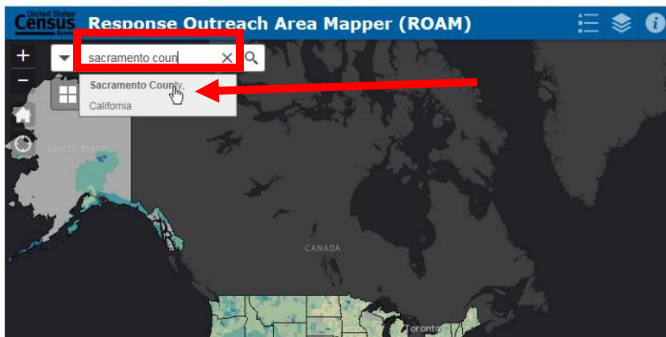 United States
Census
Bureau
Response Outreach Area Mapper (ROAM)
sacramento coun
Sacramento County,
California
UNITED STATES
CANADA
Toronto